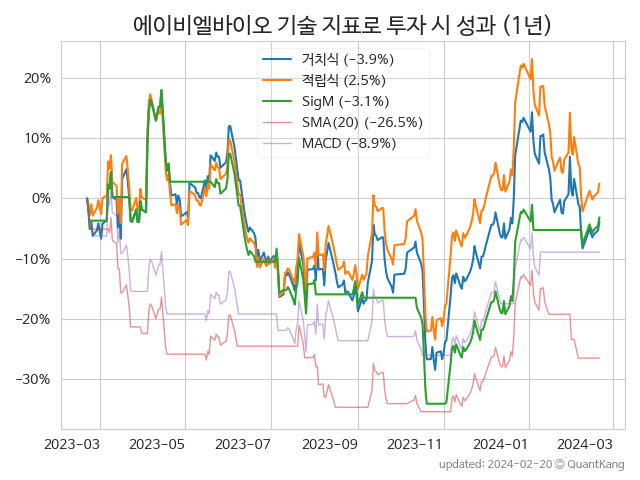 에이비엘바이오 기술 지표로 투자 시 성과 (1년)
거치식 (−3.9%)
적립식 (2.5%)
SigM (−3.1%)
SMA(20) (−26.5%)
MACD (−8.9%)
20%
10%
0%
−10%
−20%
−30%
2023-03 2023-05 2023-07 2023-09 2023-11 2024-01 2024-03
updated: 2024-02-20 ⓒ QuantKang